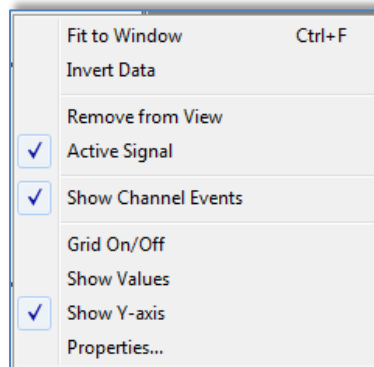 Fit to Window Ctrl+F
Invert Data
Remove from View
Active Signal
Show Channel Events
Grid On/Off
Show Values
Show Y-axis
Properties...